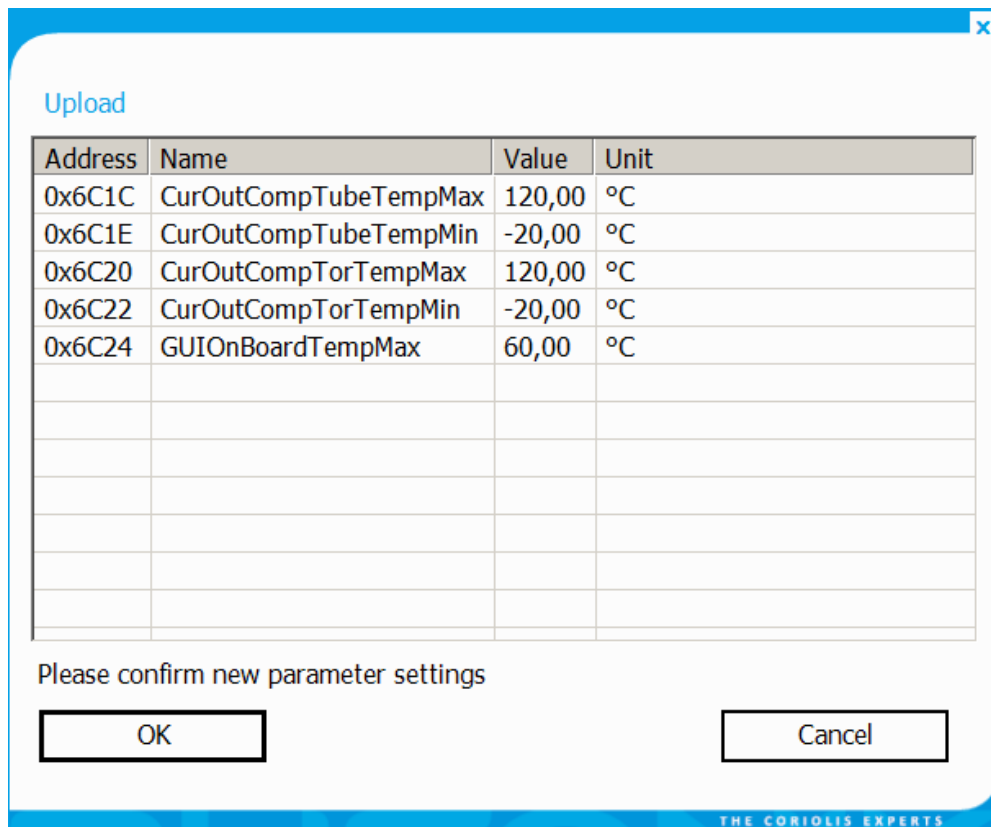 x
Upload
Address Name Value Unit
0x6C1C CurOutCompTubeTempMax 120,00 °C
0x6C1E CurOutCompTubeTempMin -20,00 °C
0x6C20 CurOutCompTorTempMax 120,00 °C
0x6C22 CurOutCompTorTempMin -20,00 °C
0x6C24 GUIOnBoardTempMax 60,00 °C
Please confirm new parameter settings
OK Cancel
THE CORIOLIS EXPERTS